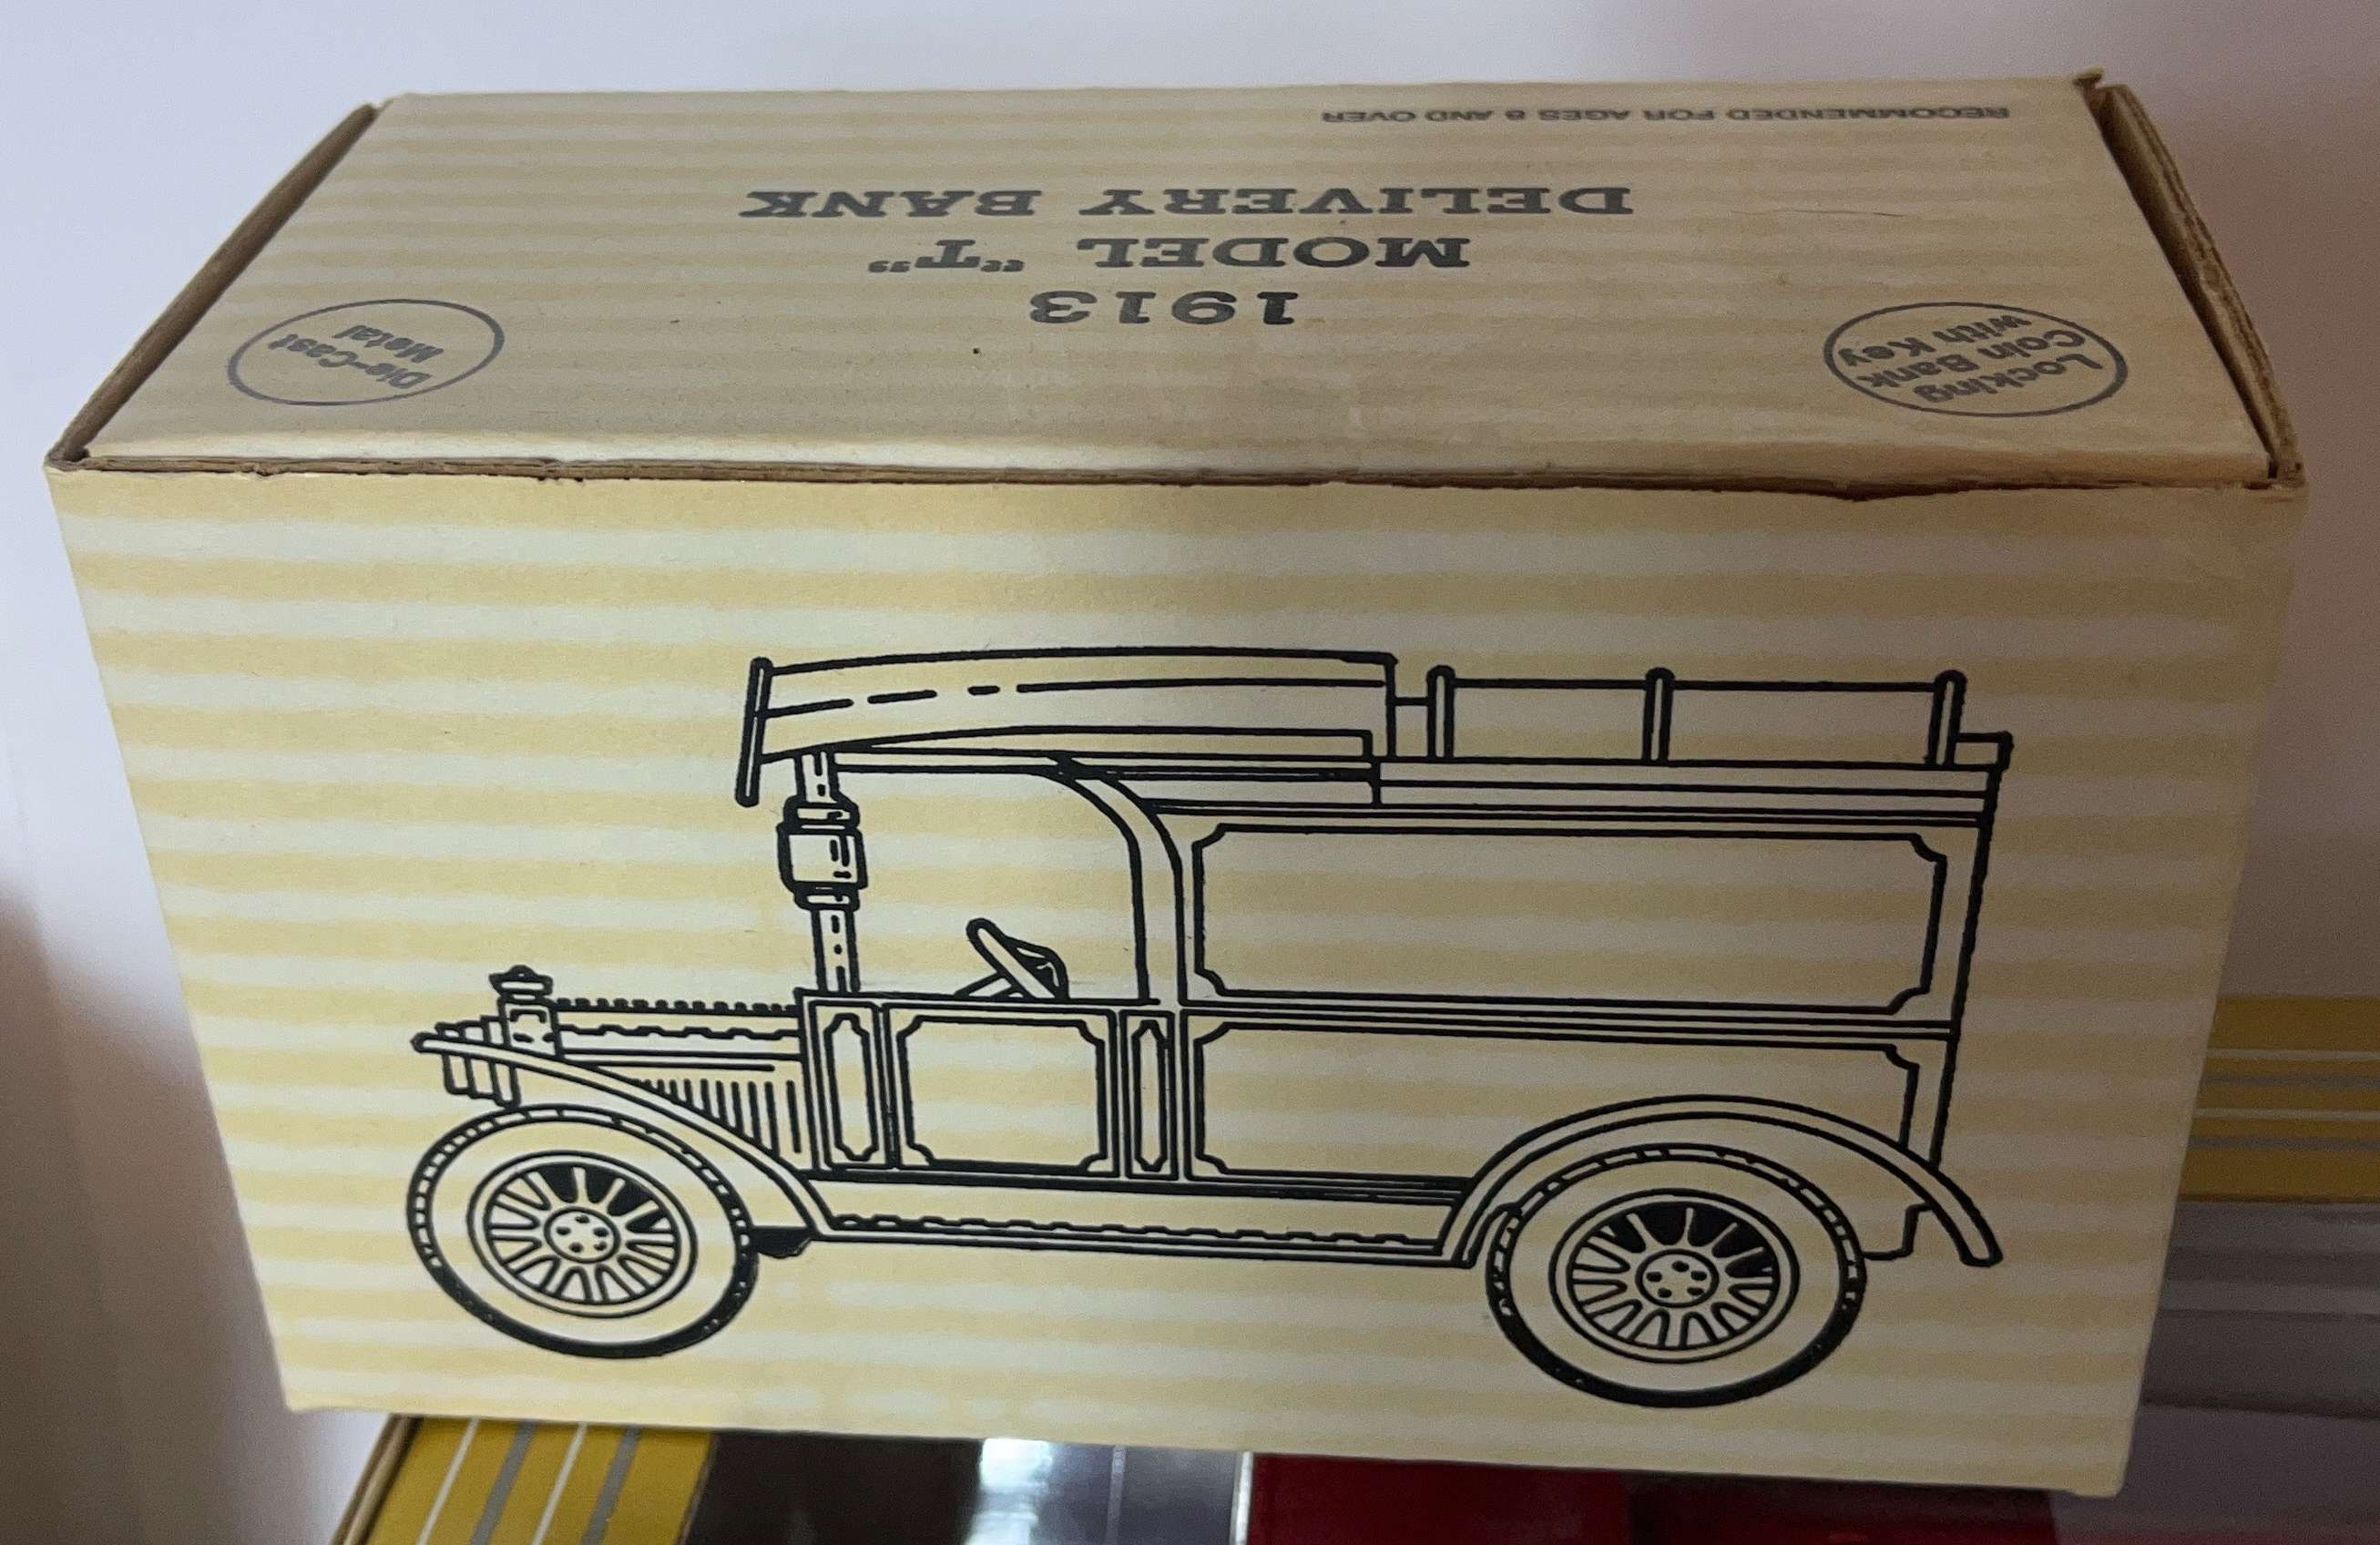 Locking
Coin Bank
with Key
1913
MODEL "T"
DELIVERY BANK
Die-Cast
Metal
RECOMMENDED FOR AGES 8 AND OVER